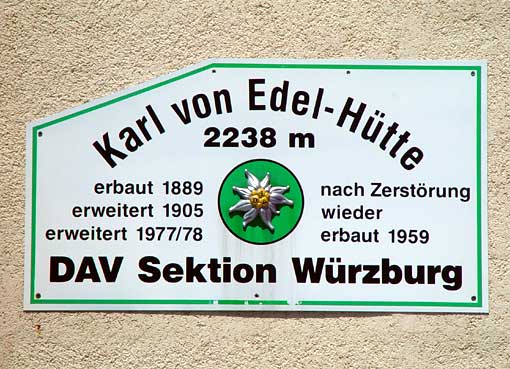 Karl von Edel-Hütte
2238 m
erbaut 1889
erweitert 1905
erweitert 1977/78
nach Zerstörung
wieder
erbaut 1959
DAV Sektion Würzburg